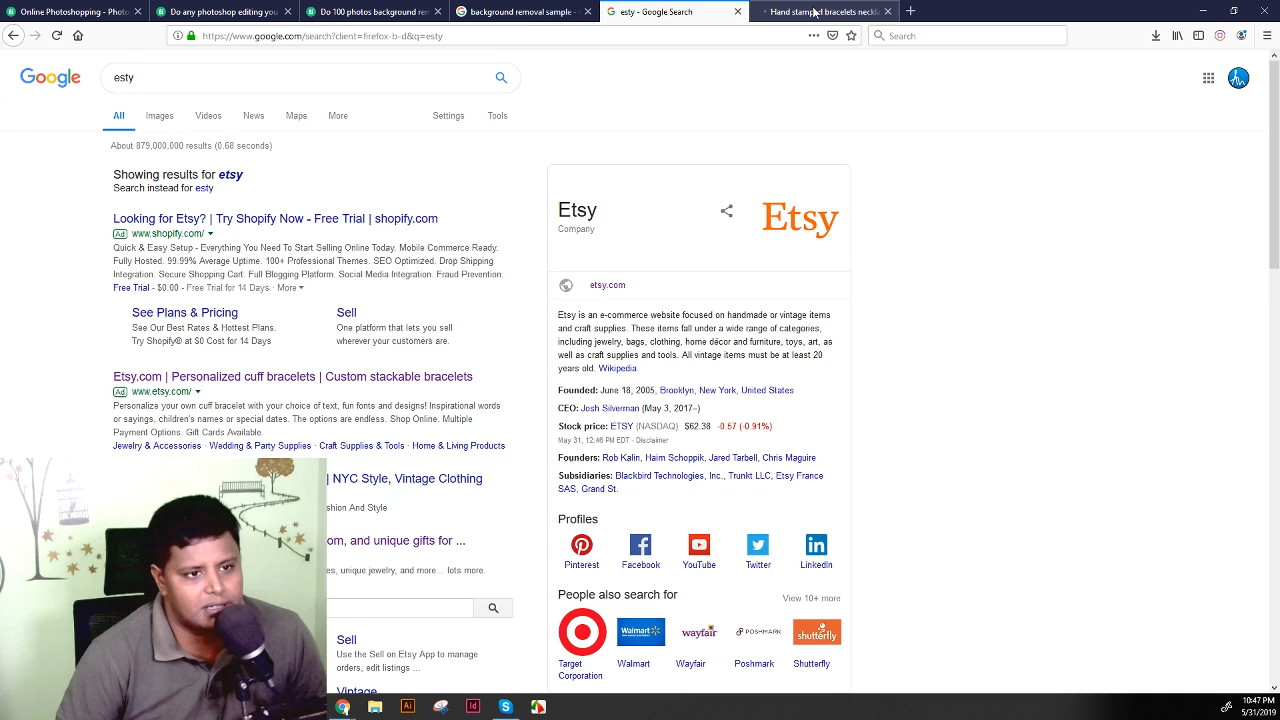 Online Photoshopping - Phot
Do any photoshop editing you
Do 100 photos background rem
background removal sample -
esty - Google Search
Hand stamped bracelets neckla
https://www.google.com/search?client=firefox-b-d&q=esty
Search
Google
esty
All
Images
Videos
News
Maps
More
Settings
Tools
About 879,000,000 results (0.68 seconds)
Showing results for etsy
Search instead for esty
Looking for Etsy? | Try Shopify Now - Free Trial | shopify.com
Ad www.shopify.com/
Quick & Easy Setup - Everything You Need To Start Selling Online Today. Mobile Commerce Ready.
Fully Hosted. 99.99% Average Uptime. 100+ Professional Themes. SEO Optimized. Drop Shipping
Integration. Secure Shopping Cart. Full Blogging Platform. Social Media Integration. Fraud Prevention.
Free Trial - $0.00 - Free Trial for 14 Days · More
See Plans & Pricing
See Our Best Rates & Hottest Plans.
Try Shopify® at $0 Cost for 14 Days
Sell
One platform that lets you sell
wherever your customers are.
Etsy.com | Personalized cuff bracelets | Custom stackable bracelets
Ad www.etsy.com/
Personalize your own cuff bracelet with your choice of text, fun fonts and designs! Inspirational words
or sayings, children's names or special dates. The options are endless. Shop Online. Multiple
Payment Options. Gift Cards Available.
Jewelry & Accessories · Wedding & Party Supplies · Craft Supplies & Tools · Home & Living Products
| NYC Style, Vintage Clothing
shion And Style
om, and unique gifts for ...
es, unique jewelry, and more... lots more.
Sell
Use the Sell on Etsy App to manage
orders, edit listings ...
Vintage
Etsy
Company
Etsy
etsy.com
Etsy is an e-commerce website focused on handmade or vintage items
and craft supplies. These items fall under a wide range of categories,
including jewelry, bags, clothing, home décor and furniture, toys, art, as
well as craft supplies and tools. All vintage items must be at least 20
years old. Wikipedia
Founded: June 18, 2005, Brooklyn, New York, United States
CEO: Josh Silverman (May 3, 2017–)
Stock price: ETSY (NASDAQ) $62.38 -0.57 (-0.91%)
May 31, 12:46 PM EDT - Disclaimer
Founders: Rob Kalin, Haim Schoppik, Jared Tarbell, Chris Maguire
Subsidiaries: Blackbird Technologies, Inc., Trunkt LLC, Etsy France
SAS, Grand St.
Profiles
Pinterest
Facebook
YouTube
Twitter
LinkedIn
People also search for
View 10+ more
Walmart
wayfair
POSHMARK
shutterfly
Target
Corporation
Walmart
Wayfair
Poshmark
Shutterfly
Ai
Id
10:47 PM
5/31/2019